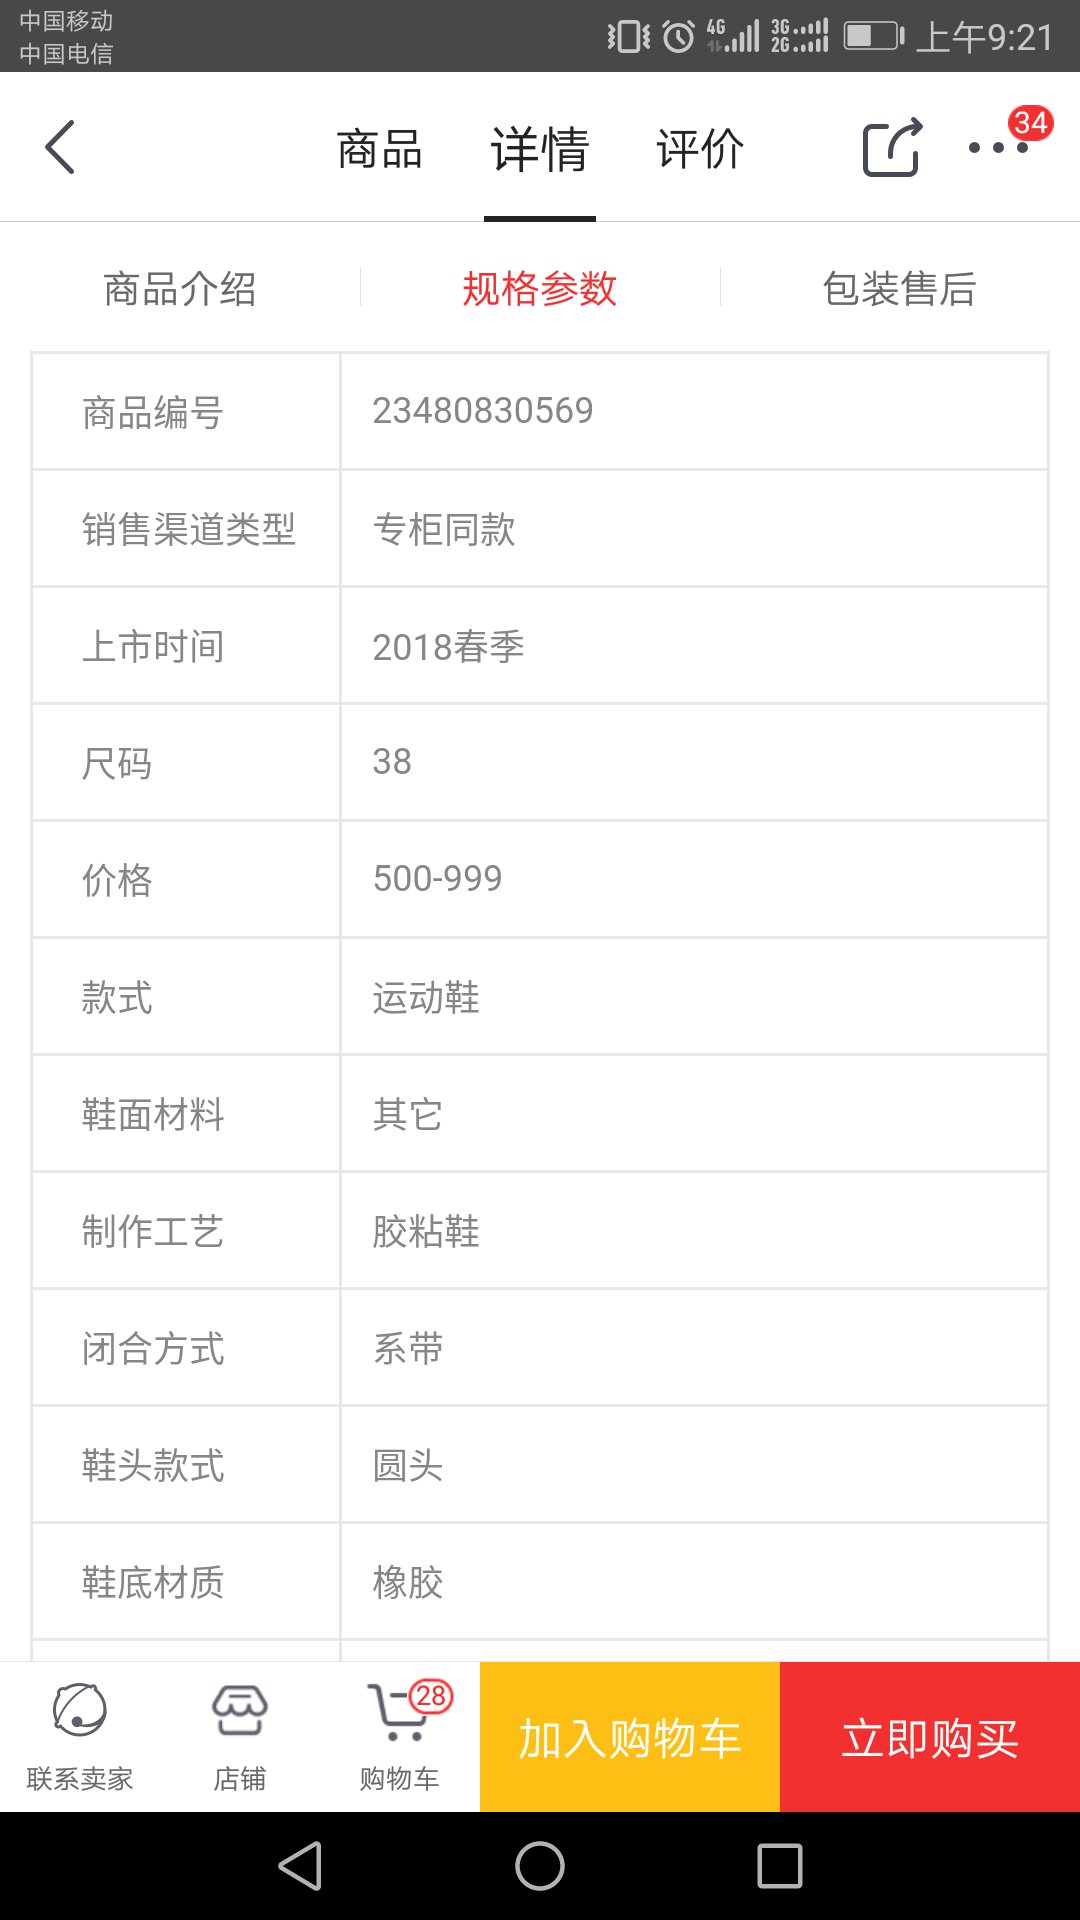 中国移动
中国电信
4G
3G
2G
上午9:21
商品 详情 评价
34
商品介绍 规格参数 包装售后
商品编号 23480830569
销售渠道类型 专柜同款
上市时间 2018春季
尺码 38
价格 500-999
款式 运动鞋
鞋面材料 其它
制作工艺 胶粘鞋
闭合方式 系带
鞋头款式 圆头
鞋底材质 橡胶
28
联系卖家 店铺 购物车 加入购物车 立即购买